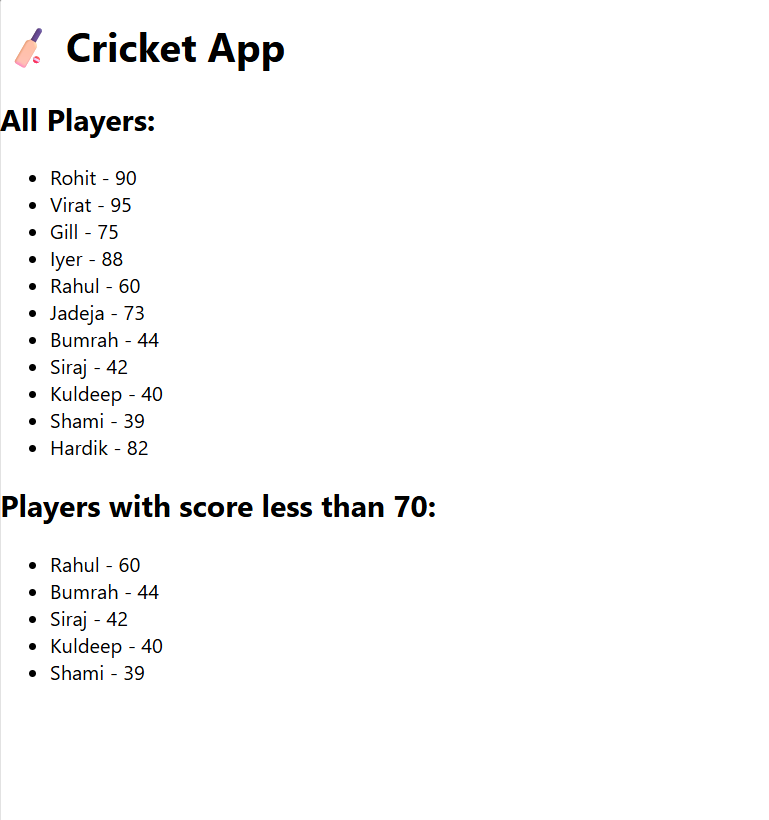 Cricket App
All Players:
• Rohit - 90
• Virat - 95
• Gill - 75
• Iyer - 88
• Rahul - 60
• Jadeja - 73
• Bumrah - 44
• Siraj - 42
• Kuldeep - 40
• Shami - 39
• Hardik - 82
Players with score less than 70:
• Rahul - 60
• Bumrah - 44
• Siraj - 42
• Kuldeep - 40
• Shami - 39